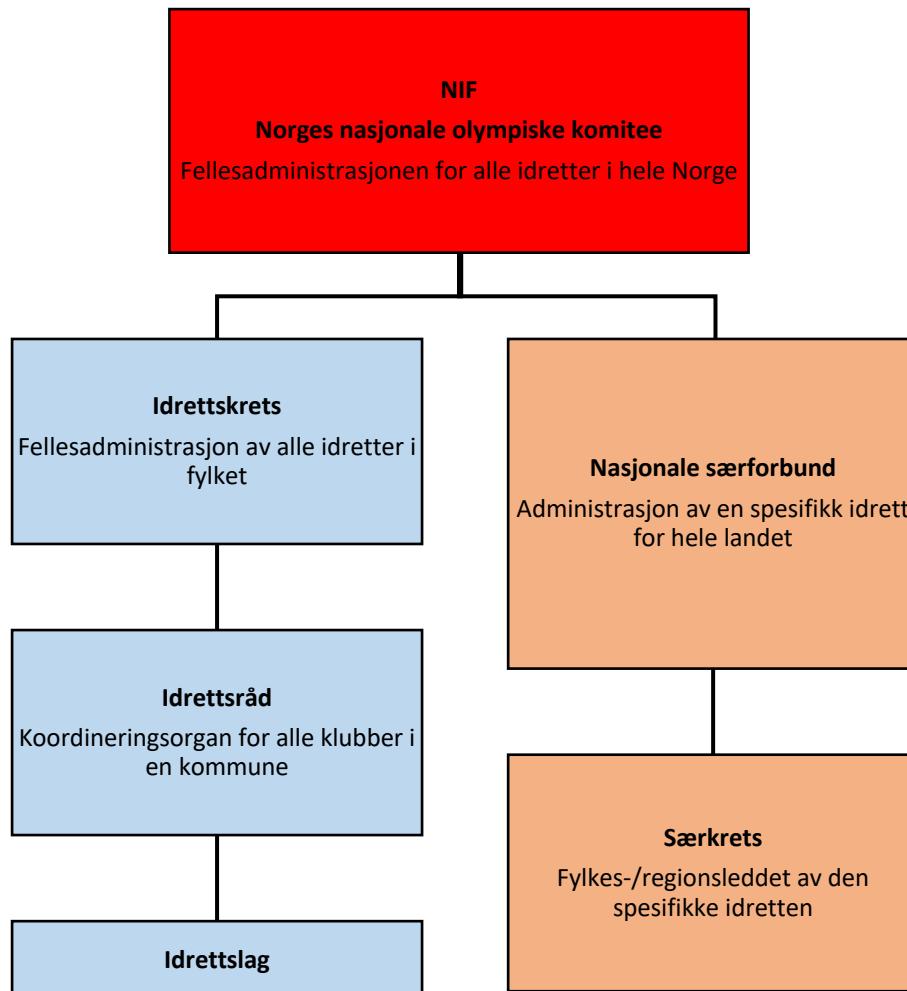 NIF
Norges nasjonale olympiske komitee
Fellesadministrasjonen for alle idretter i hele Norge
Idrettskrets
Fellesadministrasjon av alle idretter i
fylket
Idrettsråd
Koordineringsorgan for alle klubber i
en kommune
Idrettslag
Nasjonale særforbund
Administrasjon av en spesifikk idrett
for hele landet
Særkrets
Fylkes-/regionsleddet av den
spesifikke idretten